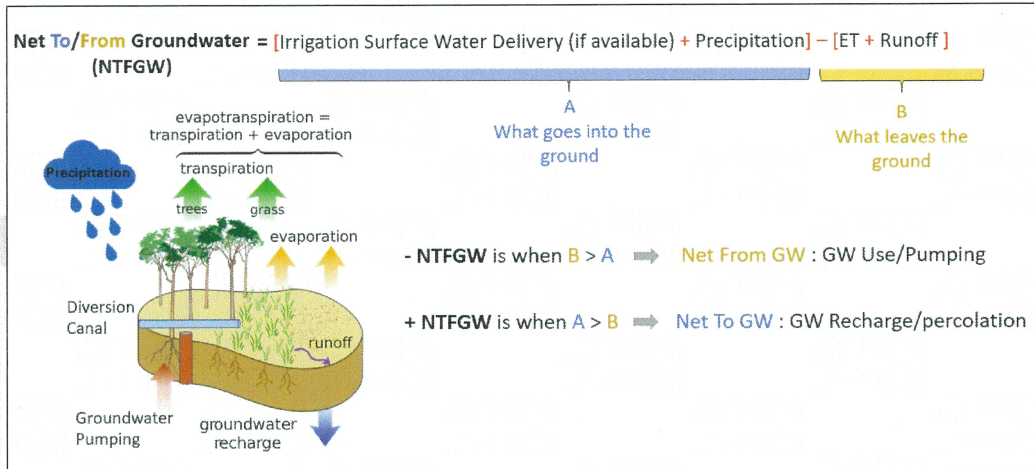 Net To/From Groundwater = [Irrigation Surface Water Delivery (if available) + Precipitation] – [ET + Runoff ]
(NTFGW)
A
What goes into the
ground
B
What leaves the
ground
evapotranspiration =
transpiration + evaporation
Precipitation
transpiration
trees
grass
evaporation
- NTFGW is when B > A
Net From GW : GW Use/Pumping
Diversion
Canal
+ NTFGW is when A > B
Net To GW : GW Recharge/percolation
runoff
Groundwater
Pumping
groundwater
recharge